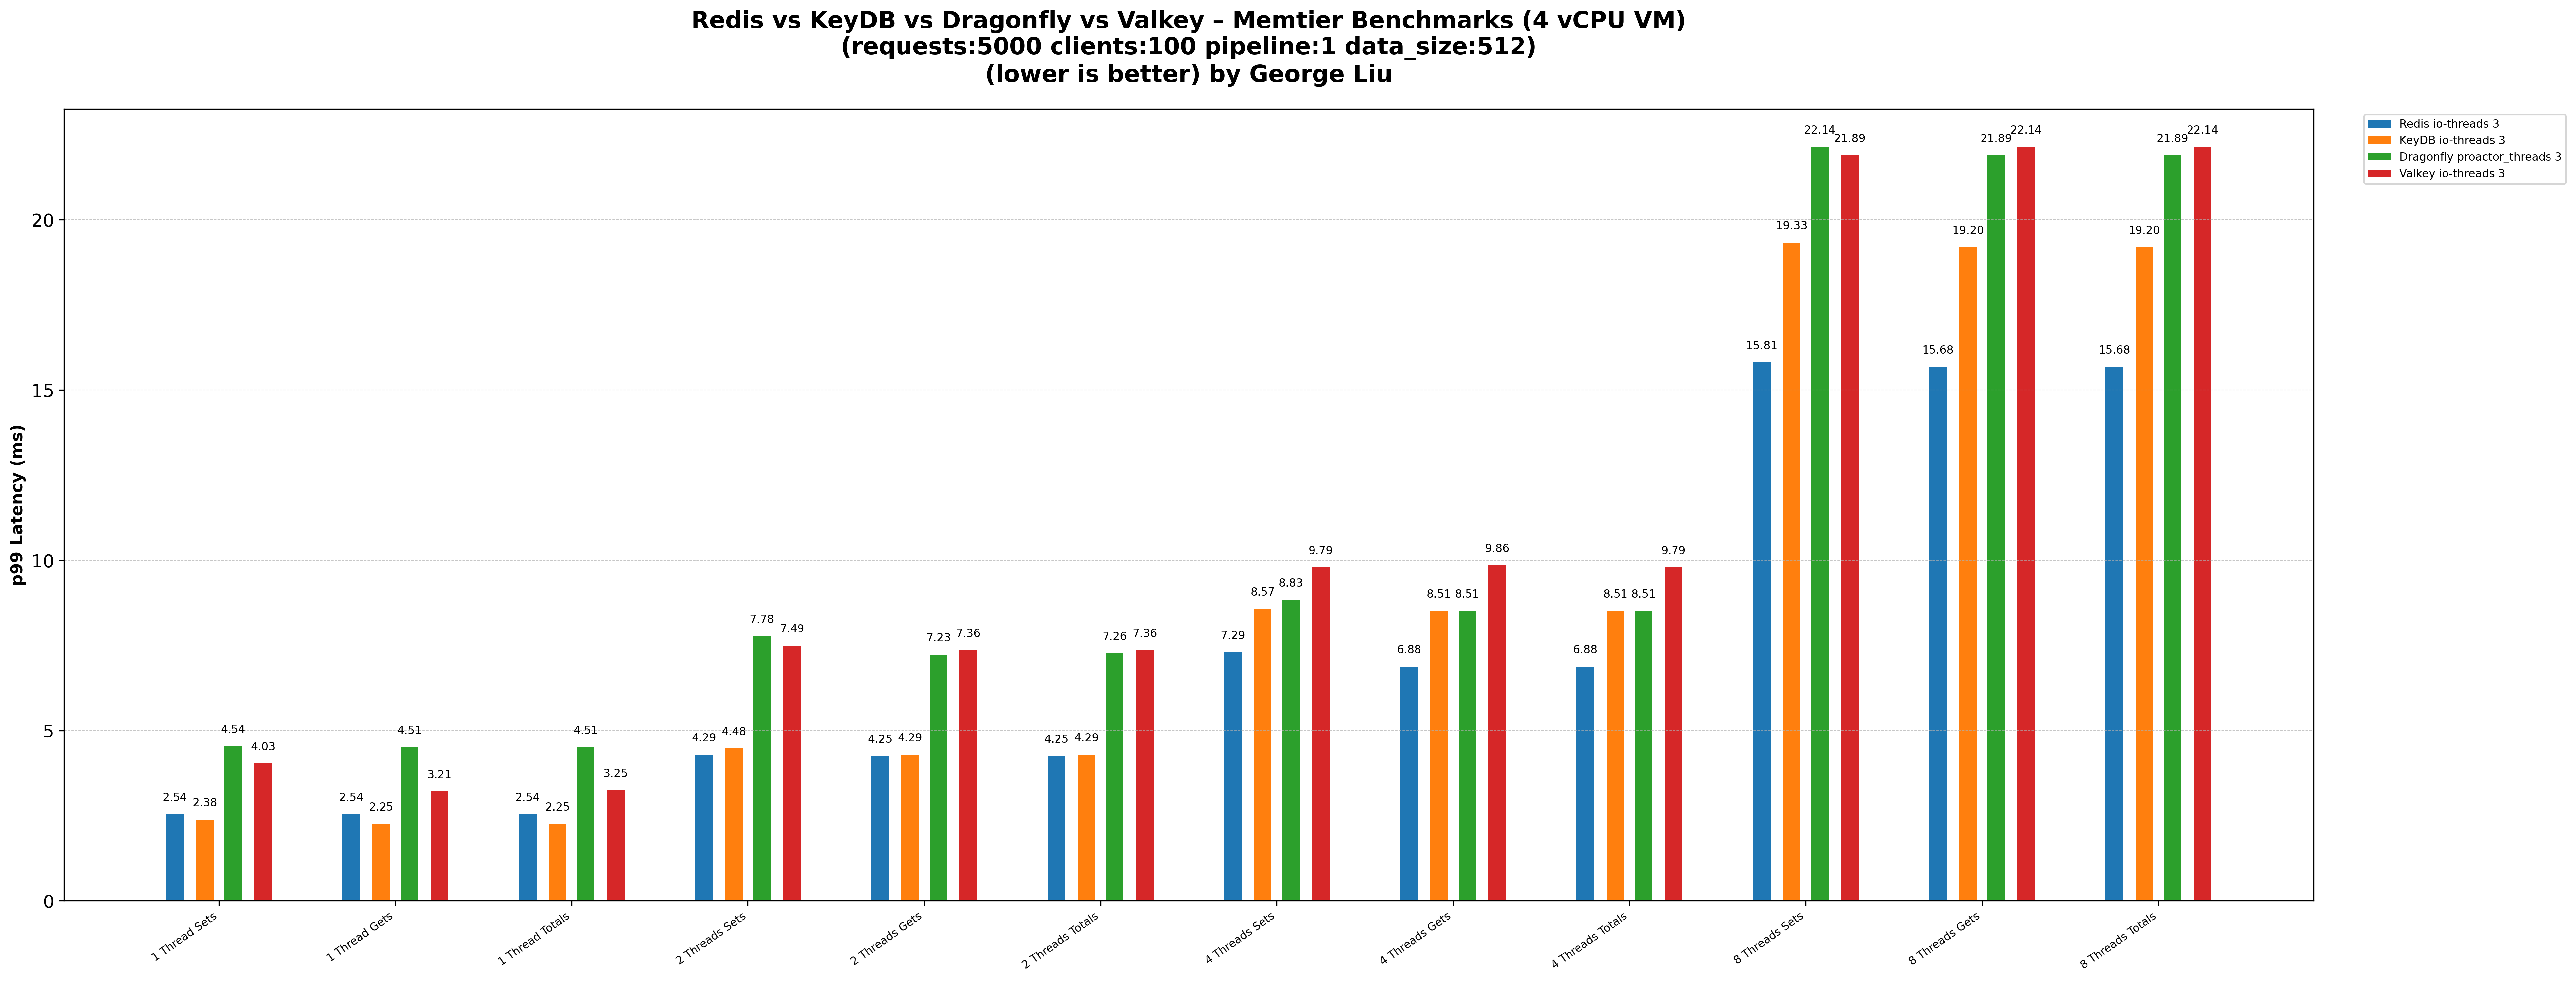 Redis vs KeyDB vs Dragonfly vs Valkey – Memtier Benchmarks (4 vCPU VM)
(requests:5000 clients:100 pipeline:1 data_size:512)
(lower is better) by George Liu
Redis io-threads 3
KeyDB io-threads 3
Dragonfly proactor_threads 3
Valkey io-threads 3
p99 Latency (ms)
20
15
10
5
0
2.54 2.38 4.54 4.03
2.54 2.25 4.51 3.21
2.54 2.25 4.51 3.25
4.29 4.48 7.78 7.49
4.25 4.29 7.23 7.36
4.25 4.29 7.26 7.36
7.29 8.57 8.83 9.79
6.88 8.51 8.51 9.86
6.88 8.51 8.51 9.79
15.81 19.33 22.14 21.89
15.68 19.20 21.89 22.14
15.68 19.20 21.89 22.14
1 Thread Sets
1 Thread Gets
1 Thread Totals
2 Threads Sets
2 Threads Gets
2 Threads Totals
4 Threads Sets
4 Threads Gets
4 Threads Totals
8 Threads Sets
8 Threads Gets
8 Threads Totals